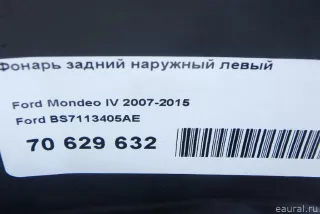 Фонарь задний наружный левый
Ford Mondeo IV 2007-2015
Ford BS7113405AE
70 629 632
eaural.ru